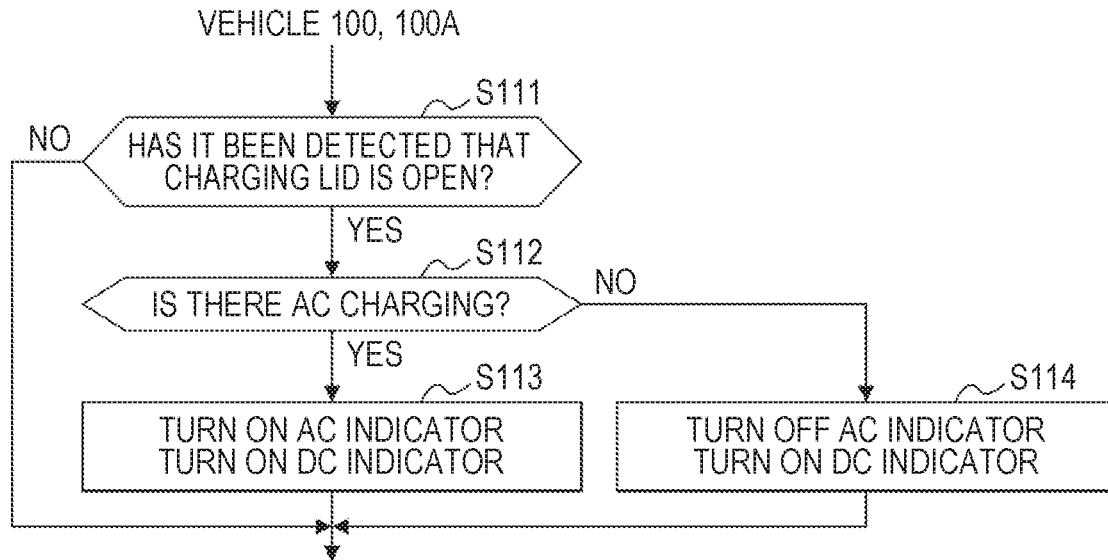 VEHICLE 100, 100A
S111
NO
HAS IT BEEN DETECTED THAT
CHARGING LID IS OPEN?
YES
S112
IS THERE AC CHARGING?
NO
YES
S113
TURN ON AC INDICATOR
TURN ON DC INDICATOR
S114
TURN OFF AC INDICATOR
TURN ON DC INDICATOR